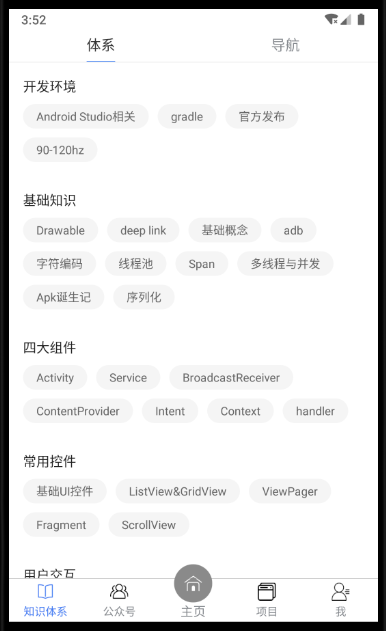 3:52
体系 导航
开发环境
Android Studio相关 gradle 官方发布
90-120hz
基础知识
Drawable deep link 基础概念 adb
字符编码 线程池 Span 多线程与并发
Apk诞生记 序列化
四大组件
Activity Service BroadcastReceiver
ContentProvider Intent Context handler
常用控件
基础UI控件 ListView&GridView ViewPager
Fragment ScrollView
用户交互
知识体系 公众号 主页 项目 我